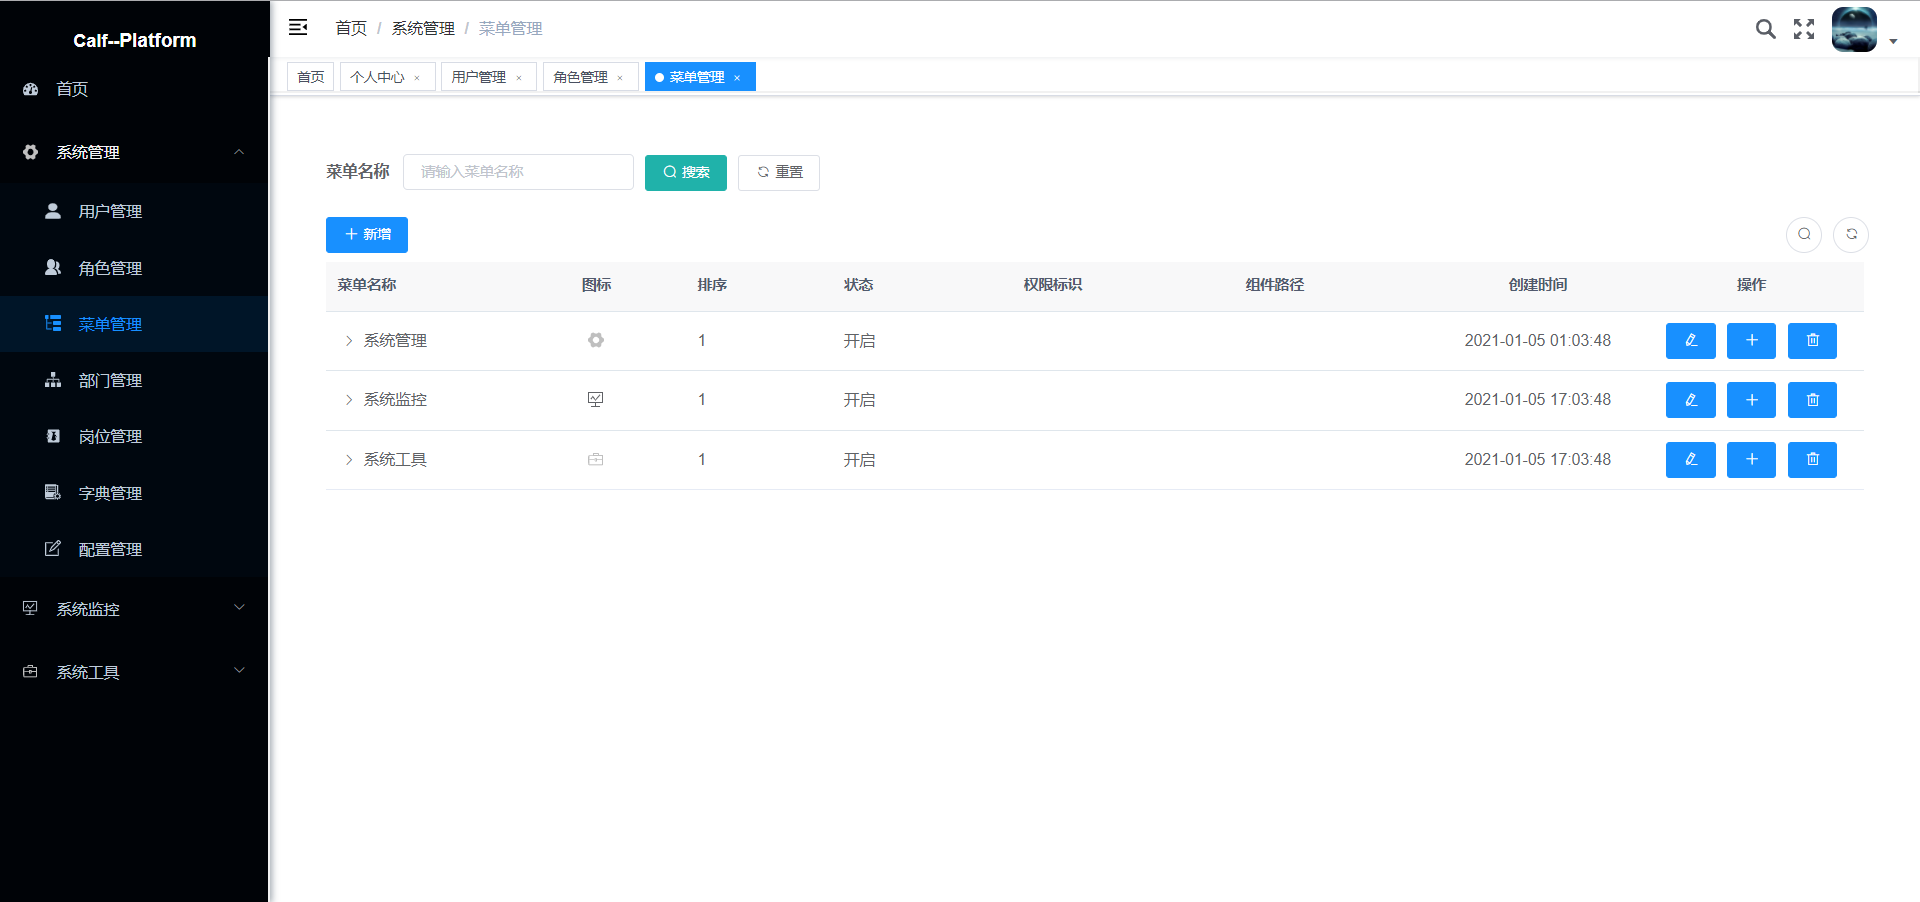 Calf--Platform
首页
系统管理
用户管理
角色管理
菜单管理
部门管理
岗位管理
字典管理
配置管理
系统监控
系统工具
首页 / 系统管理 / 菜单管理
首页 个人中心 × 用户管理 × 角色管理 × 菜单管理 ×
菜单名称 请输入菜单名称 搜索 重置
新增
菜单名称 图标 排序 状态 权限标识 组件路径 创建时间 操作
系统管理 1 开启 2021-01-05 01:03:48
系统监控 1 开启 2021-01-05 17:03:48
系统工具 1 开启 2021-01-05 17:03:48